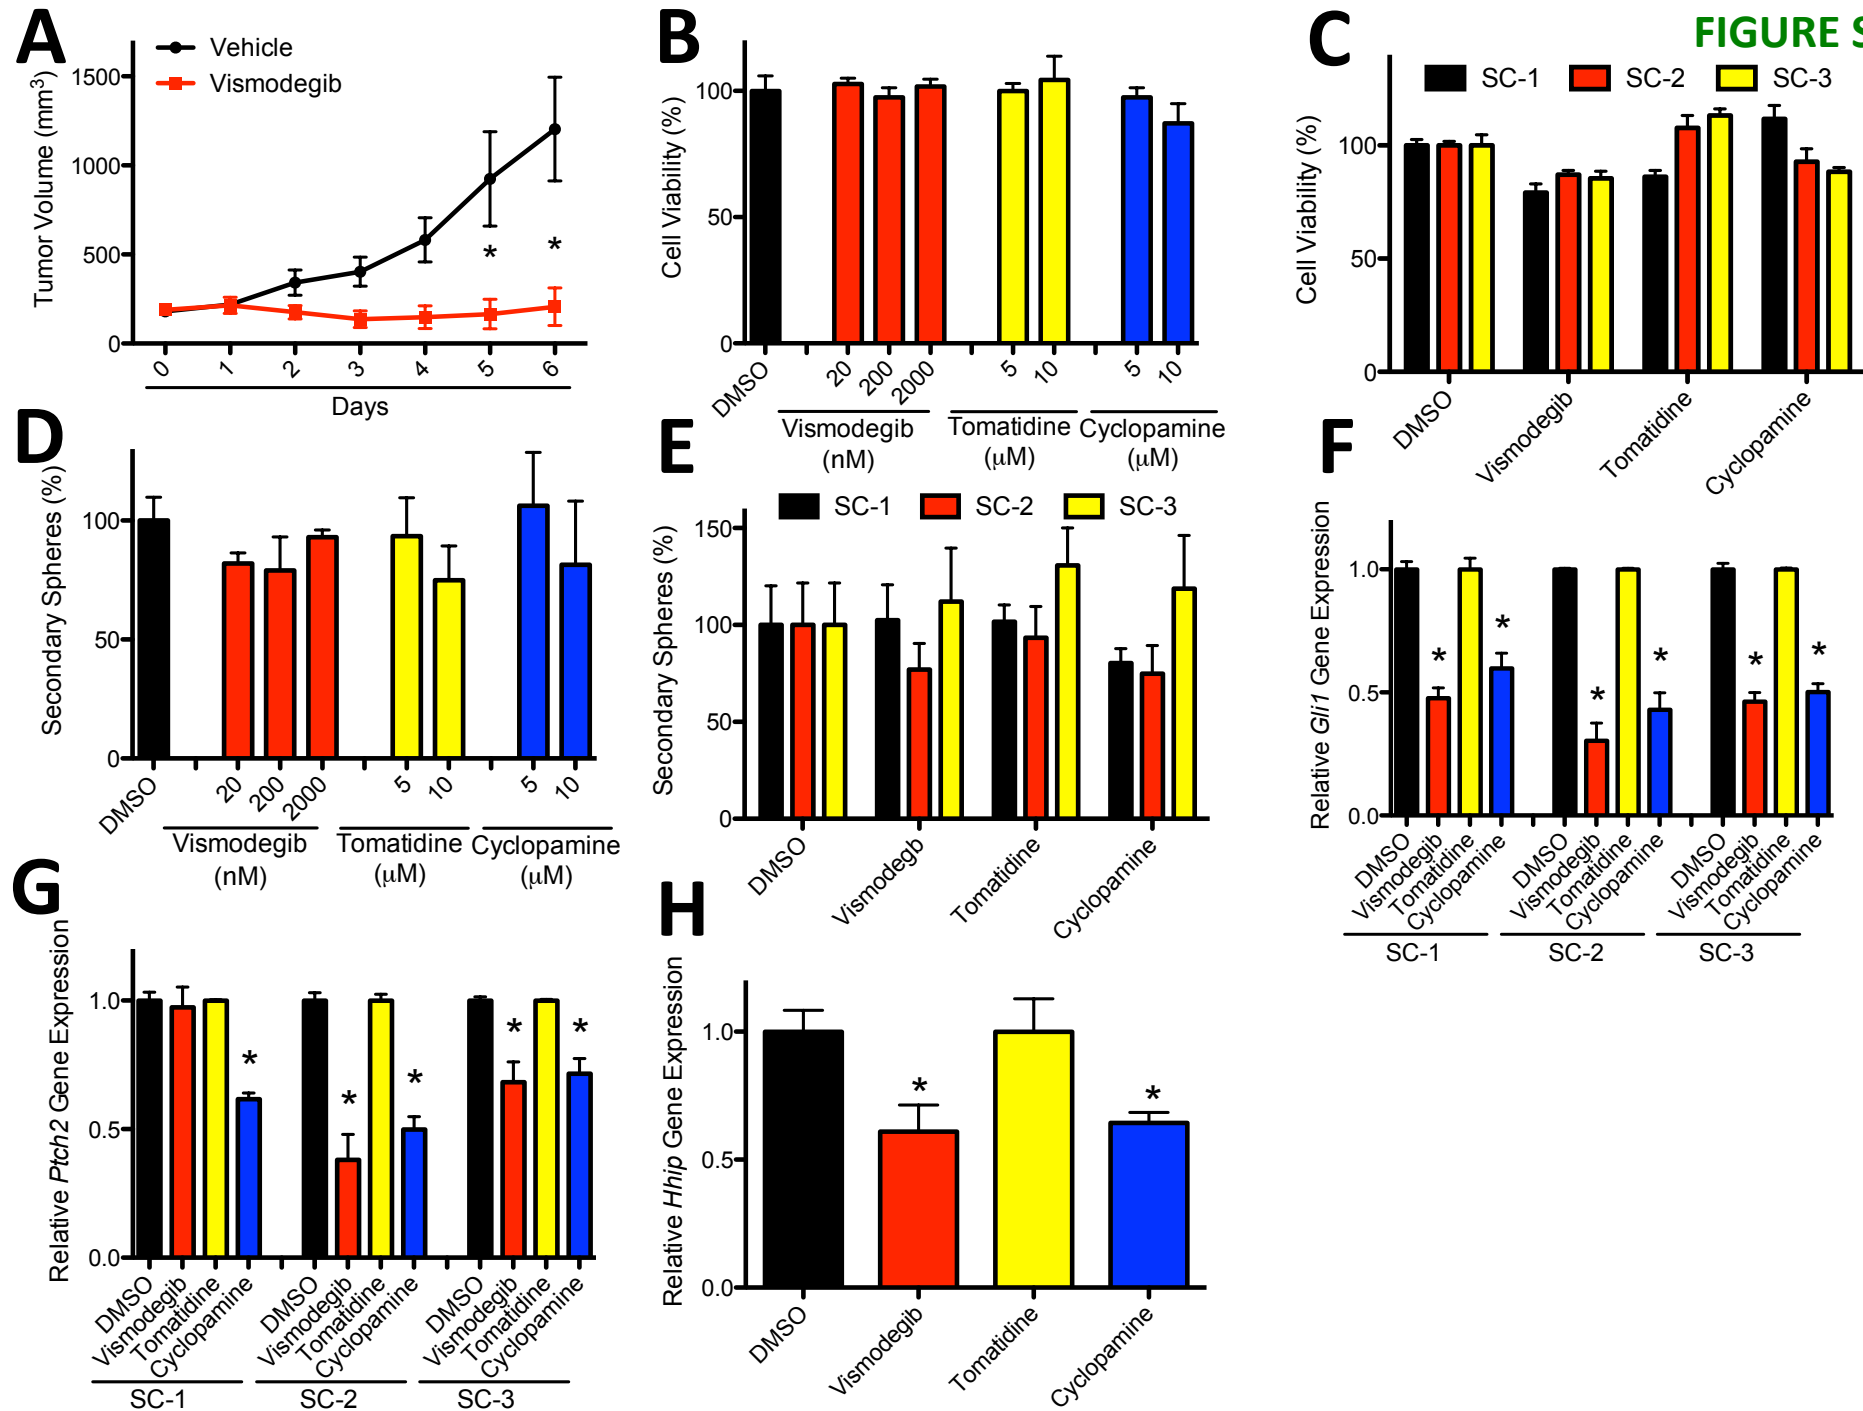 A
Vehicle
Vismodegib
Tumor Volume (mm3)
1500
1000
500
0
0 1 2 3 4 5 6
* *
Days
B
Cell Viability (%)
100
50
0
DMSO 20 200 2000 5 10 5 10
Vismodegib Tomatidine Cyclopamine
(nM) (µM) (µM)
C
FIGURE S
SC-1 SC-2 SC-3
Cell Viability (%)
100
50
0
DMSO Vismodegib Tomatidine Cyclopamine
D
Secondary Spheres (%)
100
50
0
DMSO 20 200 2000 5 10 5 10
Vismodegib Tomatidine Cyclopamine
(nM) (µM) (µM)
E
SC-1 SC-2 SC-3
Secondary Spheres (%)
150
100
50
0
DMSO Vismodegb Tomatidine Cyclopamine
F
Relative Gli1 Gene Expression
1.0
0.5
0.0
* * * * * *
DMSO Vismodegib Tomatidine Cyclopamine DMSO Vismodegib Tomatidine Cyclopamine DMSO Vismodegib Tomatidine Cyclopamine
SC-1 SC-2 SC-3
G
Relative Ptch2 Gene Expression
1.0
0.5
0.0
* * * * *
DMSO Vismodegib Tomatidine Cyclopamine DMSO Vismodegib Tomatidine Cyclopamine DMSO Vismodegib Tomatidine Cyclopamine
SC-1 SC-2 SC-3
H
Relative Hhip Gene Expression
1.0
0.5
0.0
* *
DMSO Vismodegib Tomatidine Cyclopamine